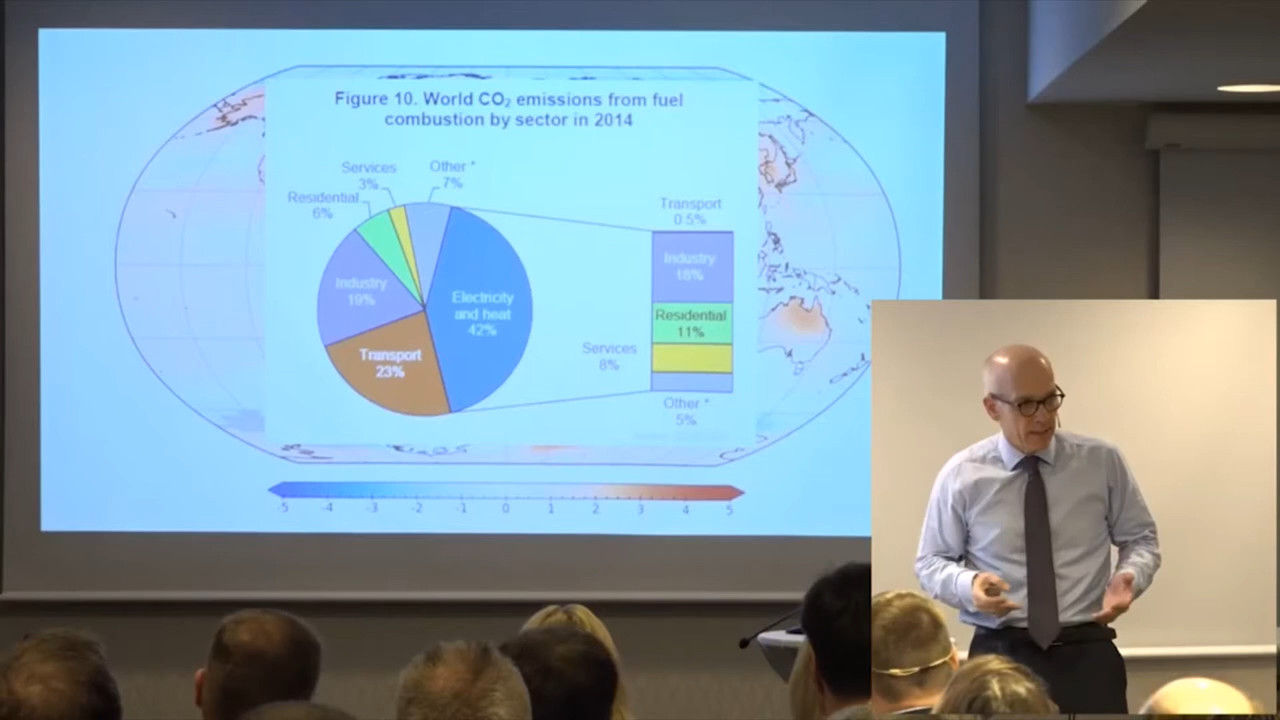 Figure 10. World CO₂ emissions from fuel
combustion by sector in 2014
Services
3%
Other *
7%
Residential
6%
Industry
19%
Electricity
and heat
42%
Transport
23%
Transport
0.5%
Industry
18%
Residential
11%
Services
8%
Other *
5%
-5 -4 -3 -2 -1 0 1 2 3 4 5